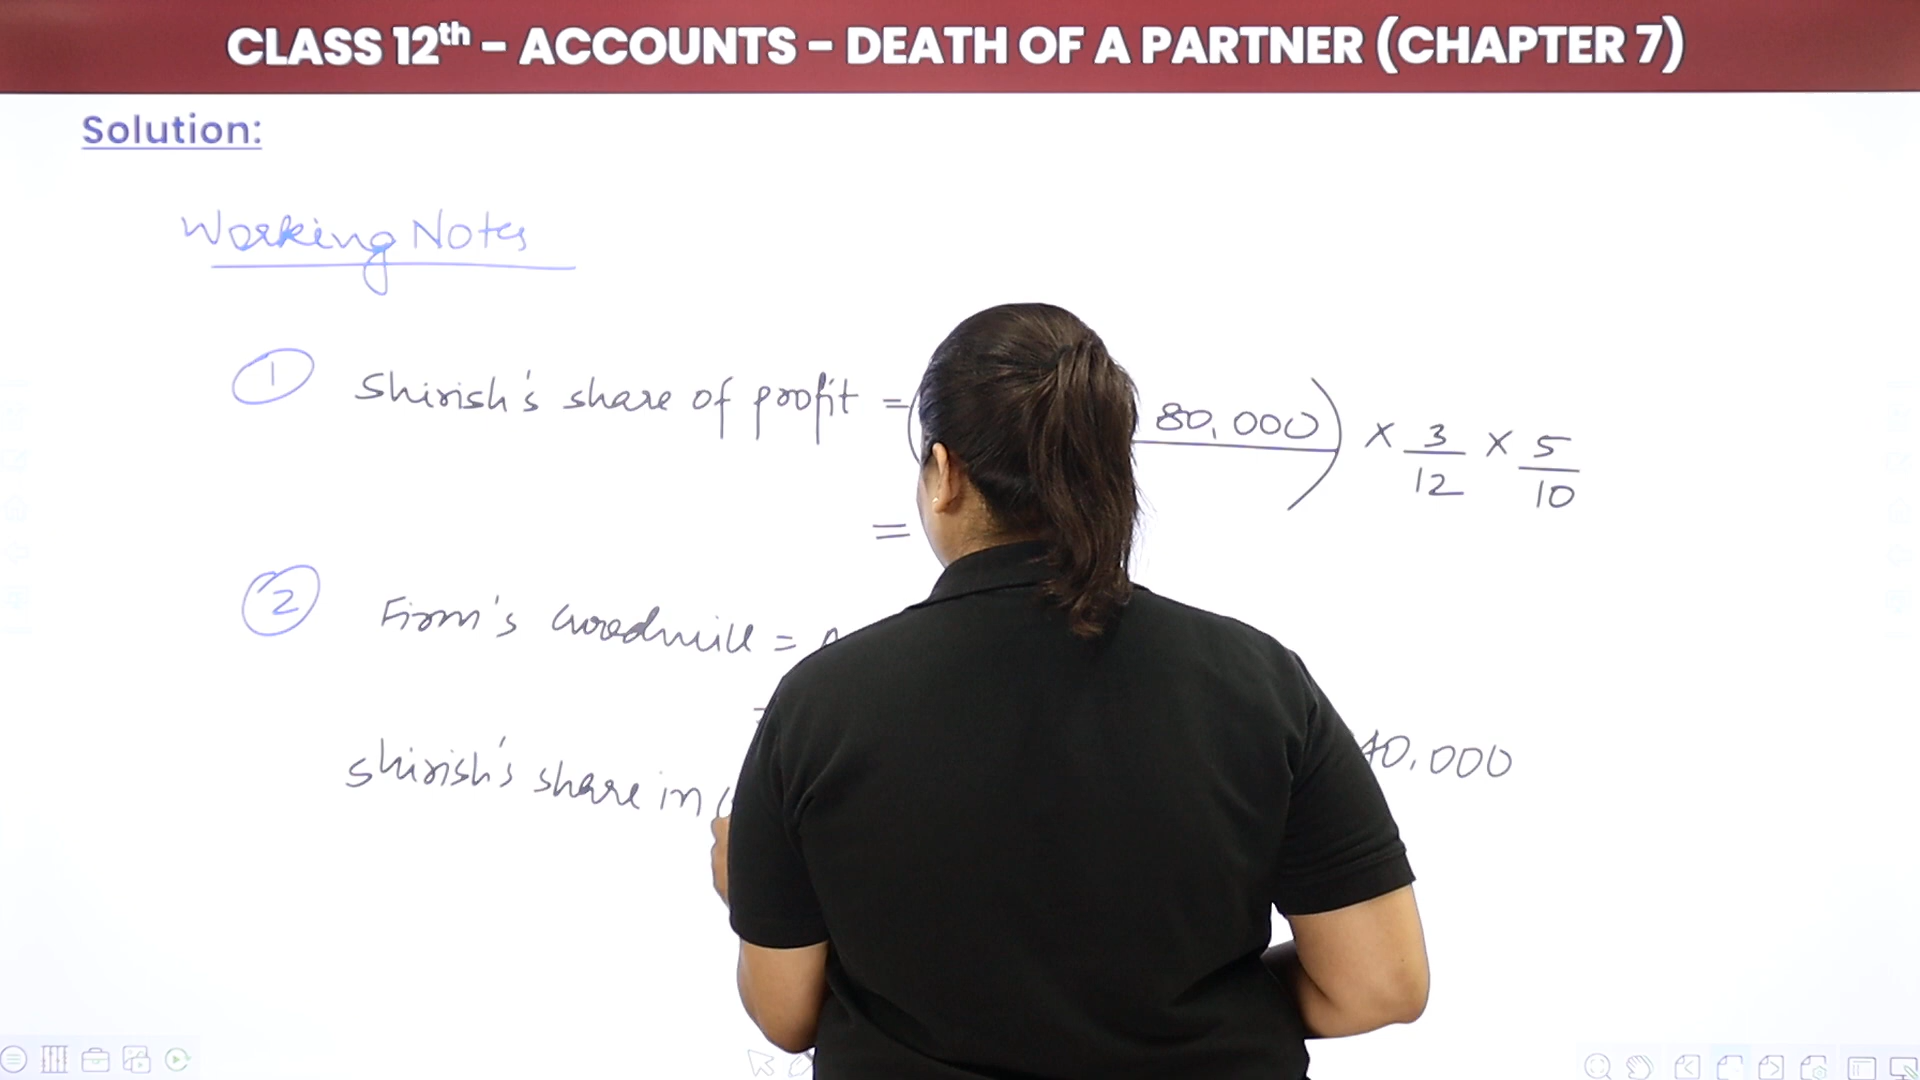 CLASS 12th – ACCOUNTS – DEATH OF A PARTNER (CHAPTER 7)
Solution:
Working Notes
1 Shirish's share of profit = ( 80,000 ) × 3/12 × 5/10
=
2 Firm's Goodwill =
Shirish's share in 40,000